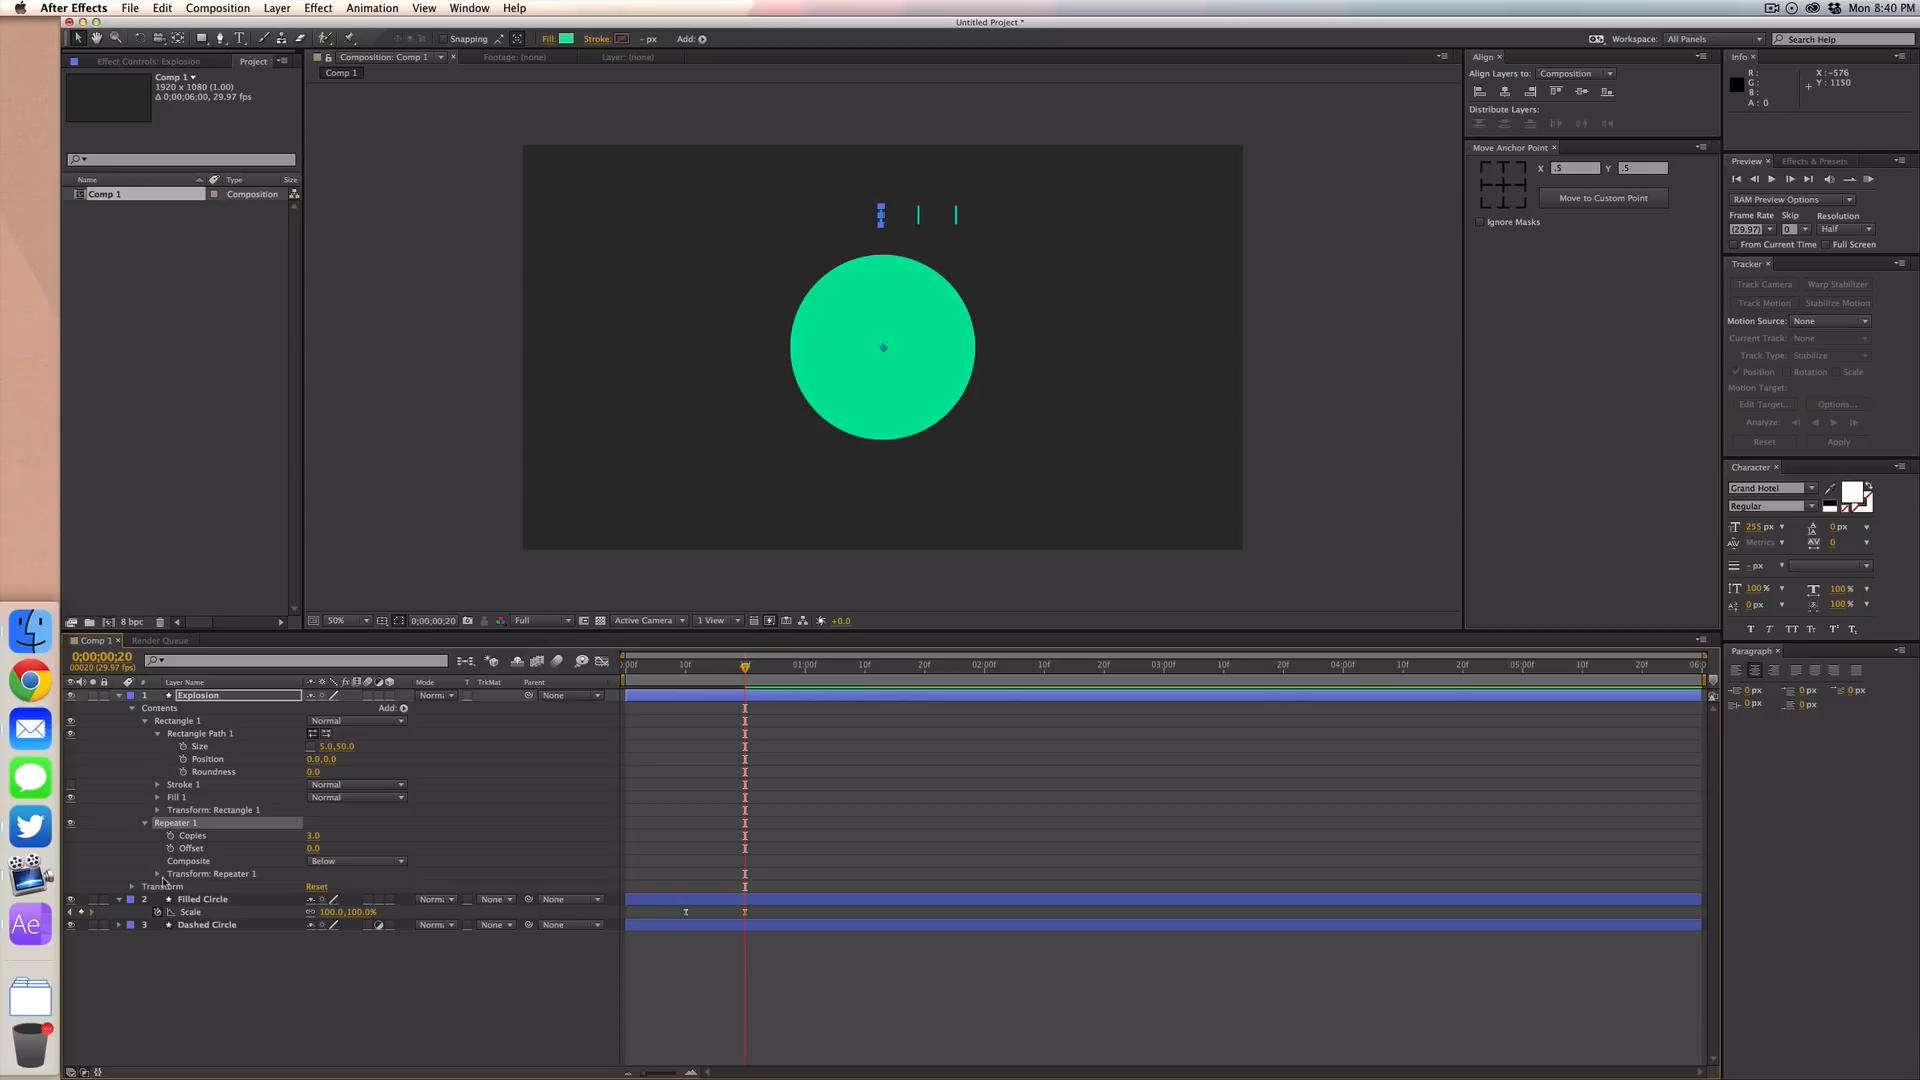 After Effects File Edit Composition Layer Effect Animation View Window Help Mon 8:40 PM
Untitled Project *
Snapping Fill: Stroke: - px Add: Workspace: All Panels Search Help
Effect Controls: Explosion Project
Comp 1
1920 x 1080 (1.00)
Δ 0;00;06;00, 29.97 fps
Name Type Size
Comp 1 Composition
8 bpc
Composition: Comp 1 Footage: (none) Layer: (none)
Comp 1
50% 0;00;00;20 Full Active Camera 1 View +0.0
Align
Align Layers to: Composition
Distribute Layers:
Move Anchor Point
X .5 Y .5
Move to Custom Point
Ignore Masks
Info
R: X: -576
G: Y: 1150
B:
A: 0
Preview Effects & Presets
RAM Preview Options
Frame Rate Skip Resolution
(29.97) 0 Half
From Current Time Full Screen
Tracker
Track Camera Warp Stabilizer
Track Motion Stabilize Motion
Motion Source: None
Current Track: None
Track Type: Stabilize
Position Rotation Scale
Motion Target:
Edit Target... Options...
Analyze:
Reset Apply
Character
Grand Hotel
Regular
255 px 0 px
Metrics 0
- px
100% 100%
0 px 100%
Paragraph
0 px 0 px 0 px
0 px 0 px
Comp 1 Render Queue
0;00;00;20
00020 (29.97 fps)
:00f 10f 20f 01:00f 10f 20f 02:00f 10f 20f 03:00f 10f 20f 04:00f 10f 20f 05:00f 10f 20f 06:0
# Layer Name Mode T TrkMat Parent
1 Explosion Norm None
Contents Add:
Rectangle 1 Normal
Rectangle Path 1
Size 5.0,50.0
Position 0.0,0.0
Roundness 0.0
Stroke 1 Normal
Fill 1 Normal
Transform: Rectangle 1
Repeater 1
Copies 3.0
Offset 0.0
Composite Below
Transform: Repeater 1
Transform Reset
2 Filled Circle Norm None None
Scale 100.0,100.0%
3 Dashed Circle Norm None None
Ae